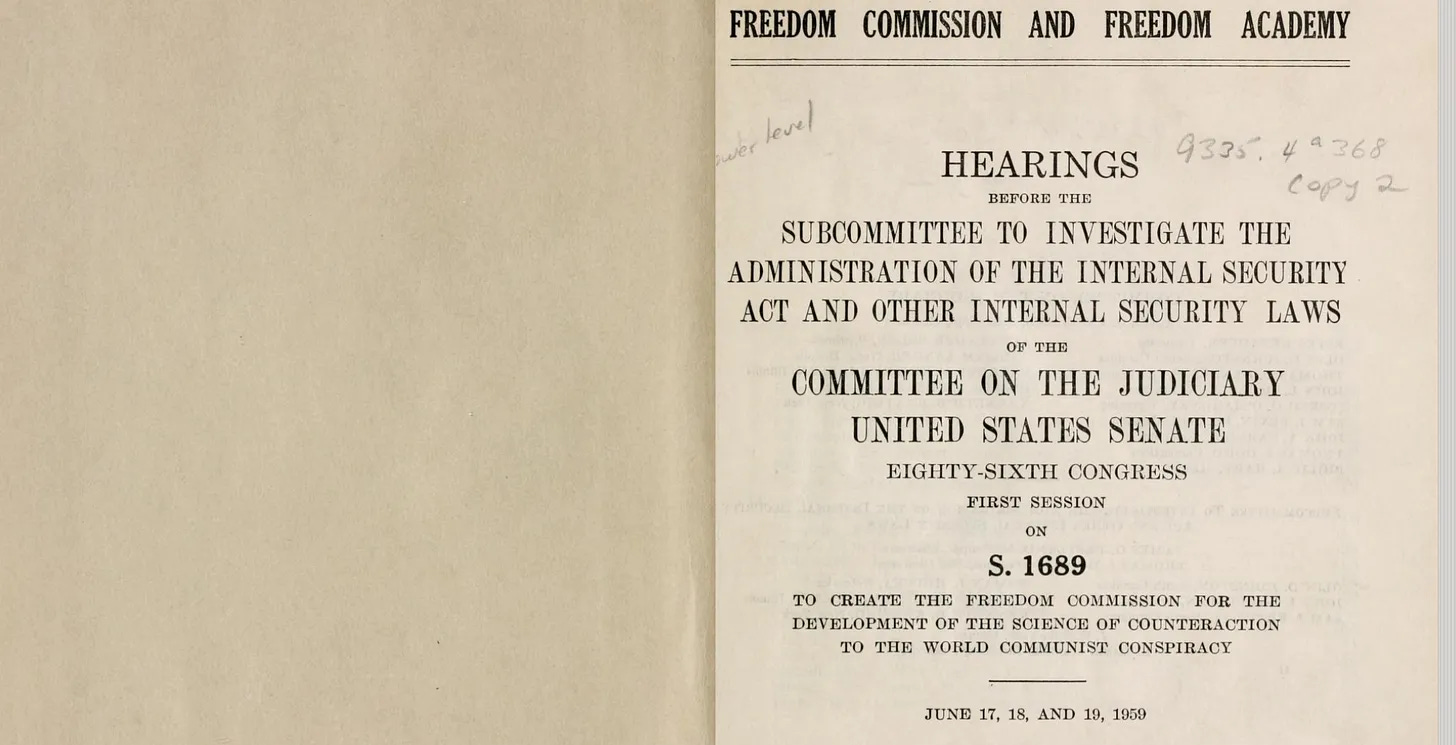 FREEDOM COMMISSION AND FREEDOM ACADEMY
level
9335.4a368
Copy 2
HEARINGS
BEFORE THE
SUBCOMMITTEE TO INVESTIGATE THE
ADMINISTRATION OF THE INTERNAL SECURITY
ACT AND OTHER INTERNAL SECURITY LAWS
OF THE
COMMITTEE ON THE JUDICIARY
UNITED STATES SENATE
EIGHTY-SIXTH CONGRESS
FIRST SESSION
ON
S. 1689
TO CREATE THE FREEDOM COMMISSION FOR THE
DEVELOPMENT OF THE SCIENCE OF COUNTERACTION
TO THE WORLD COMMUNIST CONSPIRACY
JUNE 17, 18, AND 19, 1959